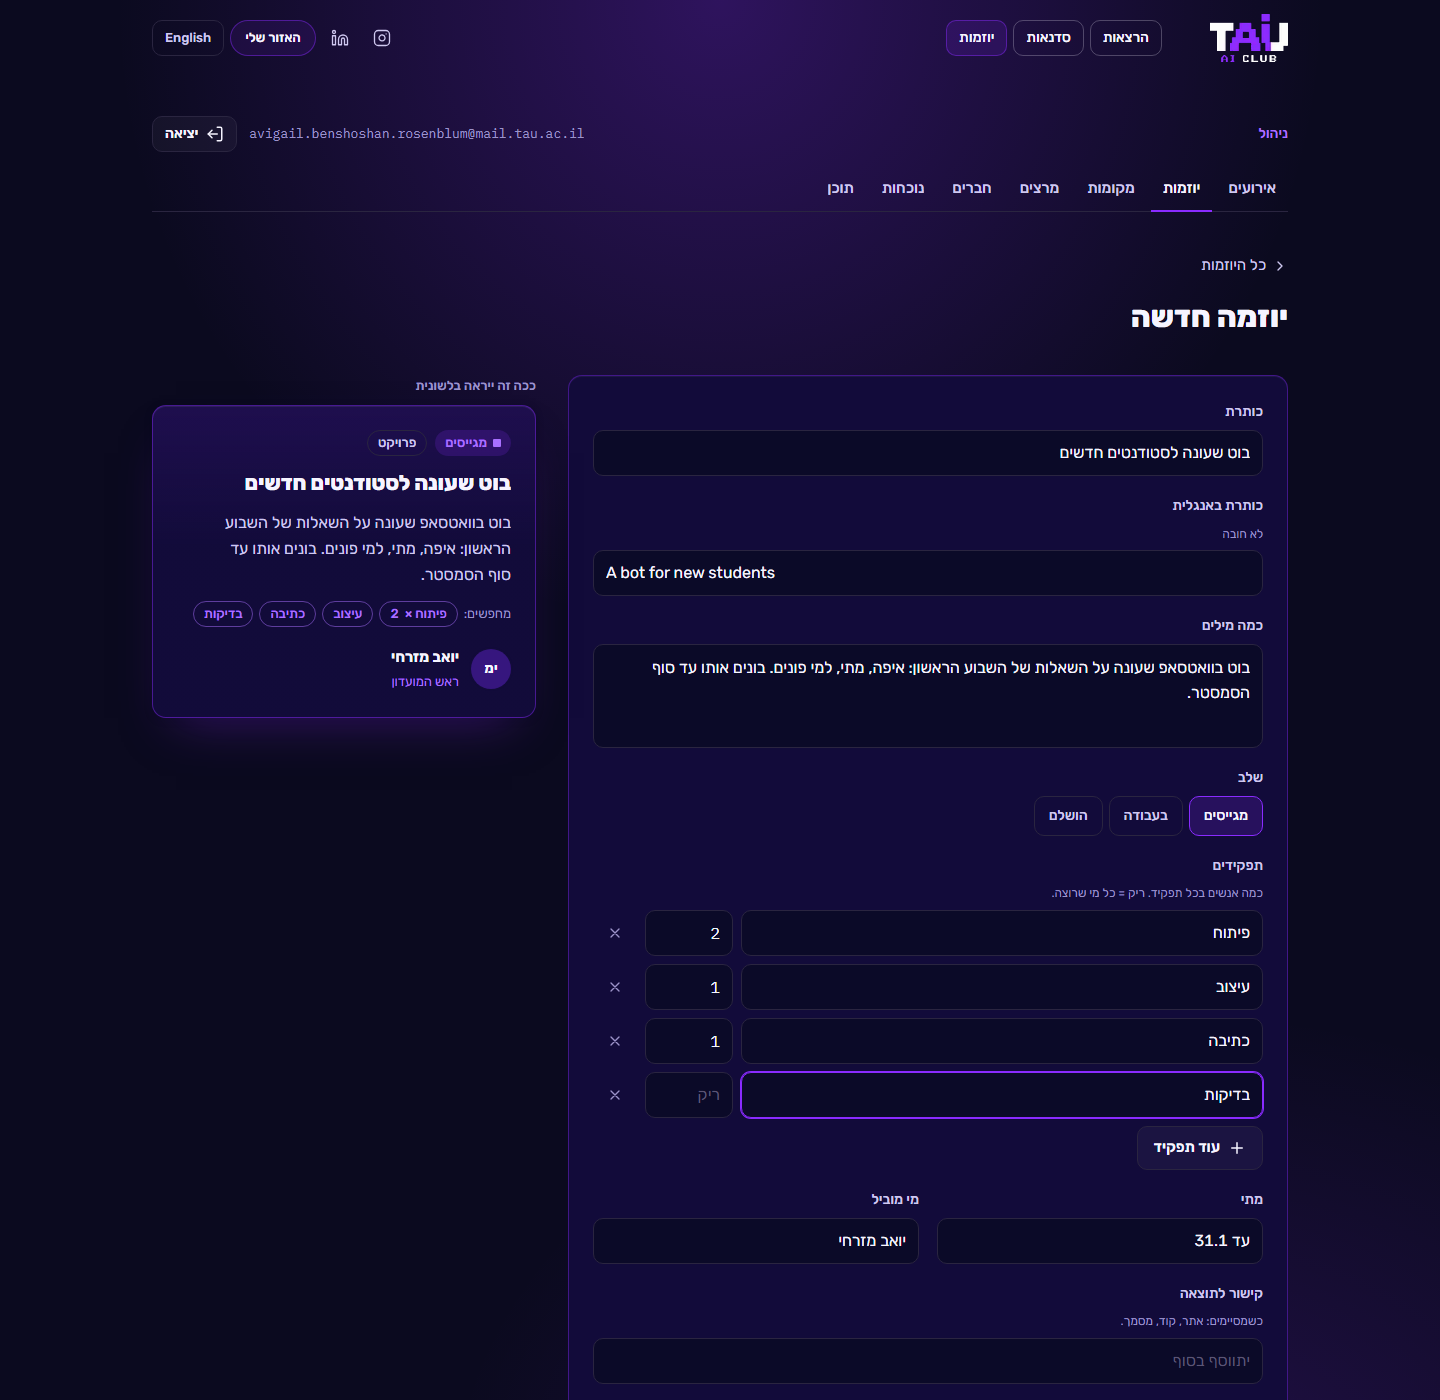 TAU
AI CLUB
הרצאות
סדנאות
יוזמות
האזור שלי
English
ניהול
avigail.benshoshan.rosenblum@mail.tau.ac.il
יציאה
אירועים
יוזמות
מקומות
מרצים
חברים
נוכחות
תוכן
כל היוזמות
יוזמה חדשה
כותרת
בוט שעונה לסטודנטים חדשים
כותרת באנגלית
לא חובה
A bot for new students
כמה מילים
בוט בוואטסאפ שעונה על השאלות של השבוע הראשון: איפה, מתי, למי פונים. בונים אותו עד סוף
הסמסטר.
שלב
מגייסים
בעבודה
הושלם
תפקידים
כמה אנשים בכל תפקיד. ריק = כל מי שרוצה.
פיתוח
2
עיצוב
1
כתיבה
1
בדיקות
ריק
עוד תפקיד
מתי
עד 31.1
מי מוביל
יואב מזרחי
קישור לתוצאה
כשמסיימים: אתר, קוד, מסמך.
יתווסף בסוף
ככה זה ייראה בלשונית
מגייסים
פרויקט
בוט שעונה לסטודנטים חדשים
בוט בוואטסאפ שעונה על השאלות של השבוע
הראשון: איפה, מתי, למי פונים. בונים אותו עד
סוף הסמסטר.
מחפשים:
פיתוח × 2
עיצוב
כתיבה
בדיקות
ימ
יואב מזרחי
ראש המועדון